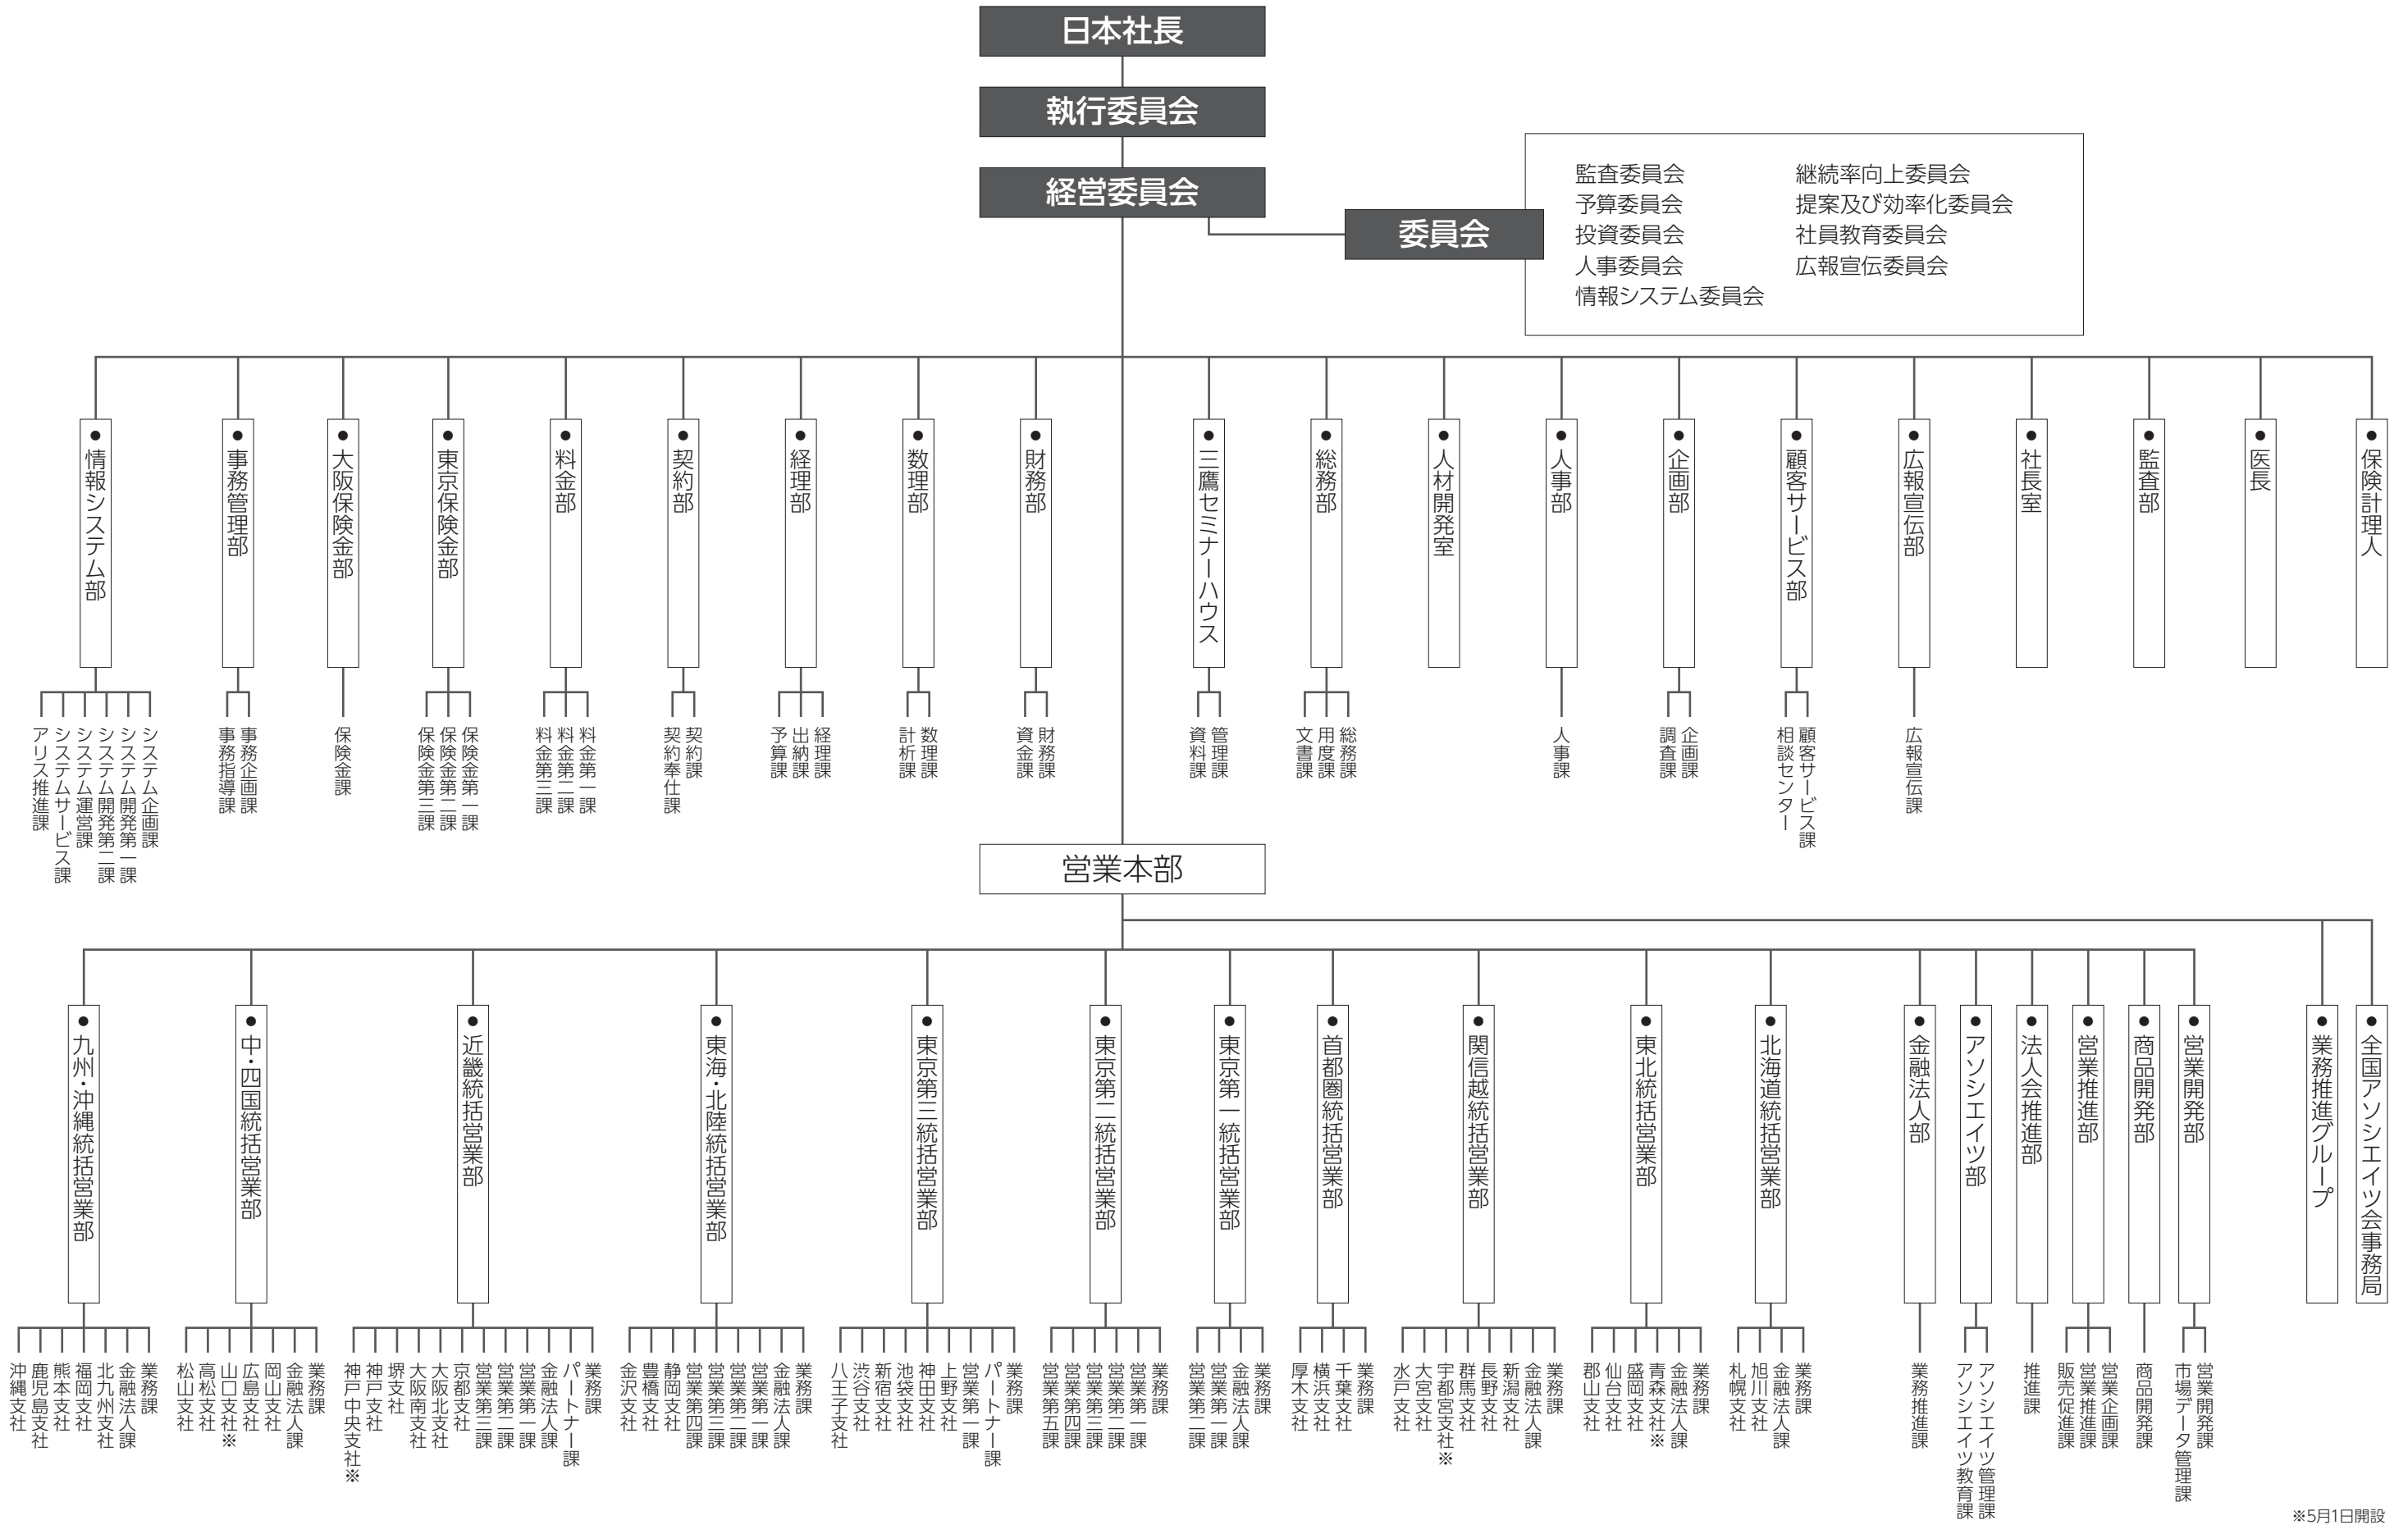 日本社長
執行委員会
経営委員会
委員会
監査委員会
予算委員会
投資委員会
人事委員会
情報システム委員会
継続率向上委員会
提案及び効率化委員会
社員教育委員会
広報宣伝委員会
●保険計理人
●医長
●監査部
●社長室
●広報宣伝部
広報宣伝課
●顧客サービス部
顧客サービス課
相談センター
●企画部
企画課
調査課
●人事部
人事課
●人材開発室
●総務部
総務課
用度課
文書課
●三鷹セミナーハウス
管理課
資料課
●財務部
財務課
資金課
●数理部
数理課
計析課
●経理部
経理課
出納課
予算課
●契約部
契約課
契約奉仕課
●料金部
料金第一課
料金第二課
料金第三課
●東京保険金部
保険金第一課
保険金第二課
保険金第三課
●大阪保険金部
保険金課
●事務管理部
事務企画課
事務指導課
●情報システム部
システム企画課
システム開発第一課
システム開発第二課
システム運営課
システムサービス課
アリス推進課
営業本部
●全国アソシエイツ会事務局
●業務推進グループ
●営業開発部
営業開発課
市場データ管理課
●商品開発部
商品開発課
●営業推進部
営業企画課
営業推進課
販売促進課
●法人会推進部
推進課
●アソシエイツ部
アソシエイツ管理課
アソシエイツ教育課
●金融法人部
業務推進課
●北海道統括営業部
業務課
金融法人課
旭川支社
札幌支社
●東北統括営業部
業務課
金融法人課
青森支社※
盛岡支社
仙台支社
郡山支社
●関信越統括営業部
業務課
金融法人課
新潟支社
長野支社
群馬支社
宇都宮支社※
大宮支社
水戸支社
●首都圏統括営業部
業務課
千葉支社
横浜支社
厚木支社
●東京第一統括営業部
業務課
金融法人課
営業第一課
営業第二課
●東京第二統括営業部
業務課
営業第一課
営業第二課
営業第三課
営業第四課
営業第五課
●東京第三統括営業部
業務課
パートナー課
営業第一課
上野支社
神田支社
池袋支社
新宿支社
渋谷支社
八王子支社
●東海・北陸統括営業部
業務課
金融法人課
営業第一課
営業第二課
営業第三課
営業第四課
静岡支社
豊橋支社
金沢支社
●近畿統括営業部
業務課
パートナー課
金融法人課
営業第一課
営業第二課
営業第三課
京都支社
大阪北支社
大阪南支社
堺支社
神戸支社
神戸中央支社※
●中・四国統括営業部
業務課
金融法人課
岡山支社
広島支社
山口支社※
高松支社
松山支社
●九州・沖縄統括営業部
業務課
金融法人課
北九州支社
福岡支社
熊本支社
鹿児島支社
沖縄支社
※5月1日開設